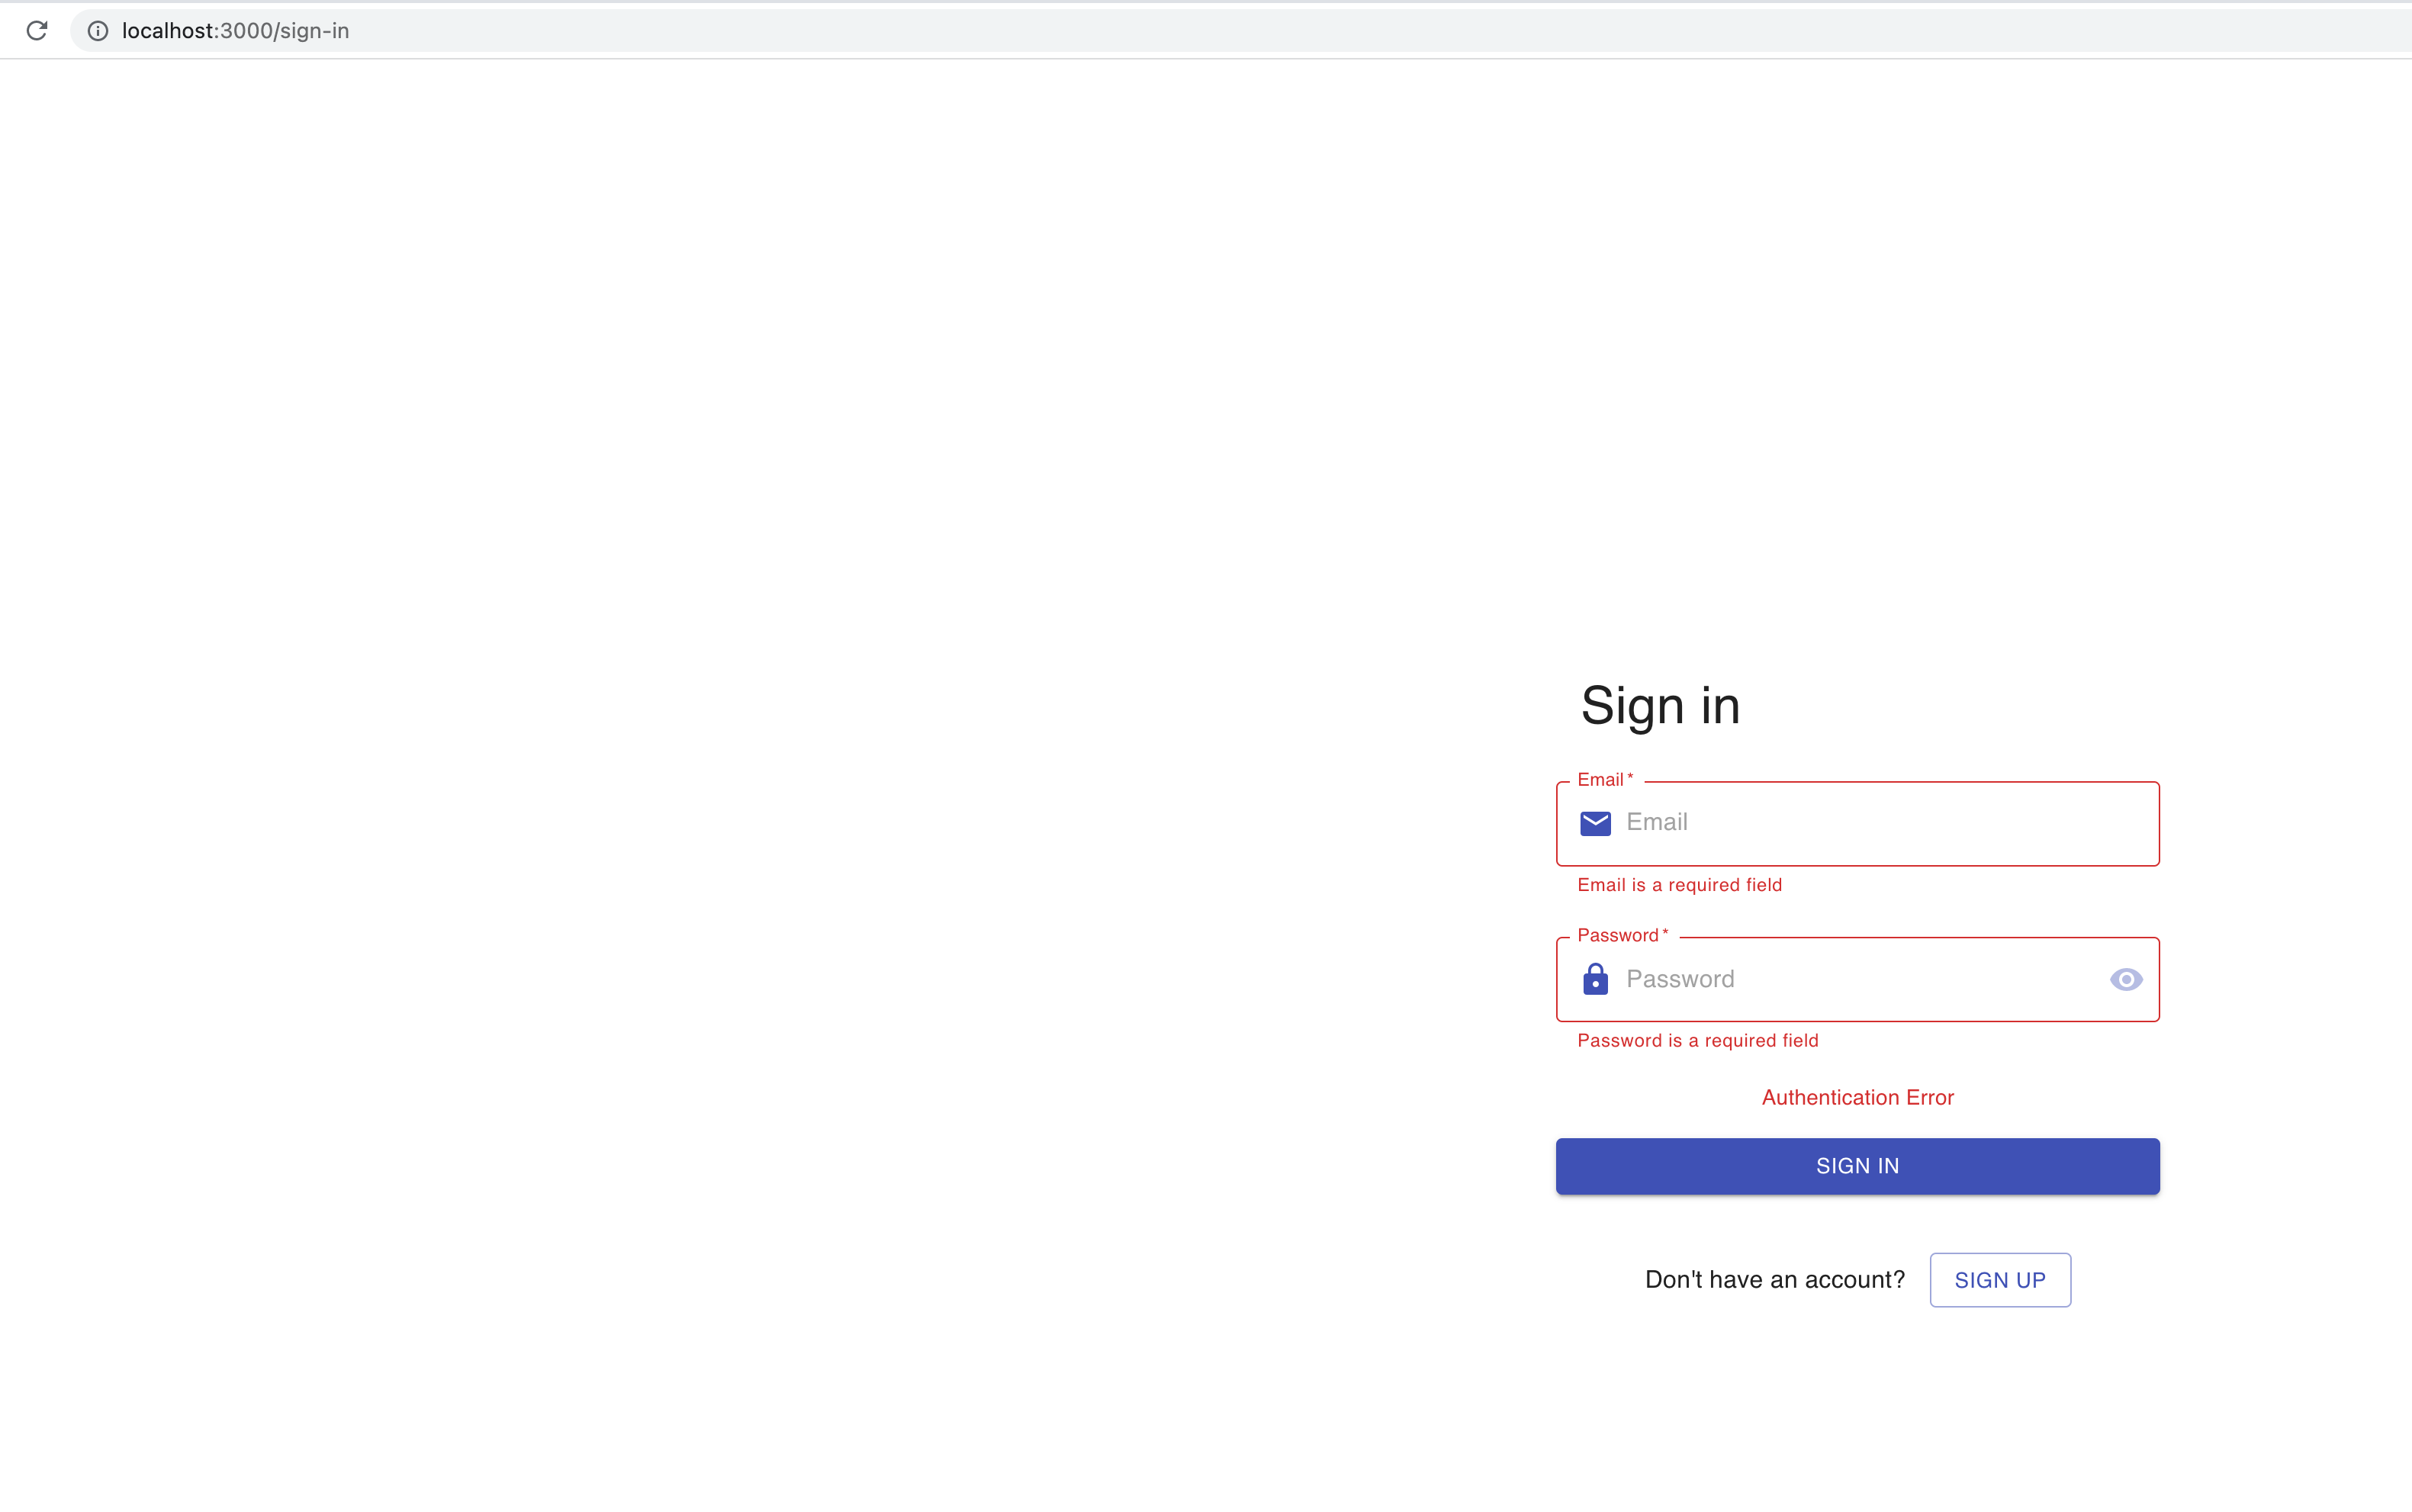 localhost:3000/sign-in
Sign in
Email *
Email
Email is a required field
Password *
Password
Password is a required field
Authentication Error
SIGN IN
Don't have an account? SIGN UP